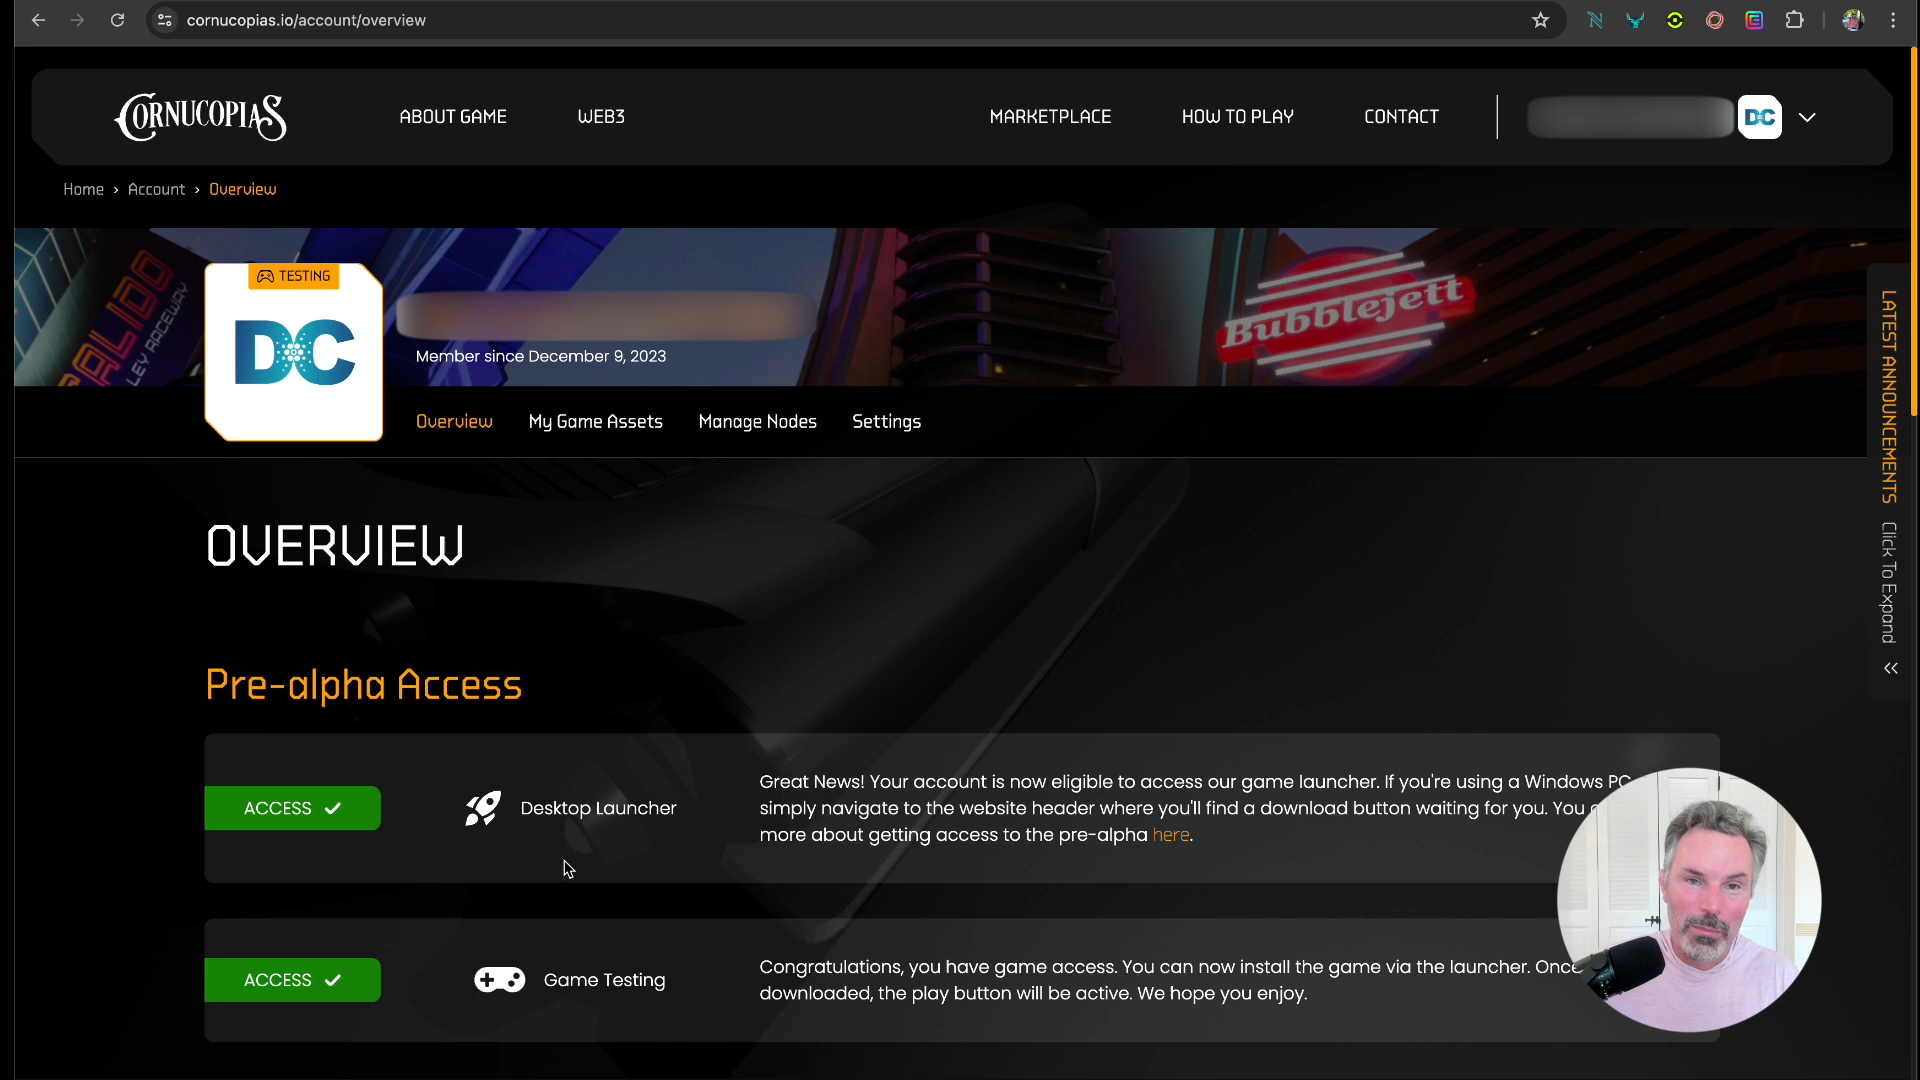 cornucopias.io/account/overview
CORNUCOPIAS
ABOUT GAME
WEB3
MARKETPLACE
HOW TO PLAY
CONTACT
DC
Home › Account › Overview
TESTING
DC
Member since December 9, 2023
Bubblejett
Overview
My Game Assets
Manage Nodes
Settings
LATEST ANNOUNCEMENTS
Click To Expand
OVERVIEW
Pre-alpha Access
ACCESS
Desktop Launcher
Great News! Your account is now eligible to access our game launcher. If you're using a Windows PC
simply navigate to the website header where you'll find a download button waiting for you. You
more about getting access to the pre-alpha here.
ACCESS
Game Testing
Congratulations, you have game access. You can now install the game via the launcher. Once
downloaded, the play button will be active. We hope you enjoy.